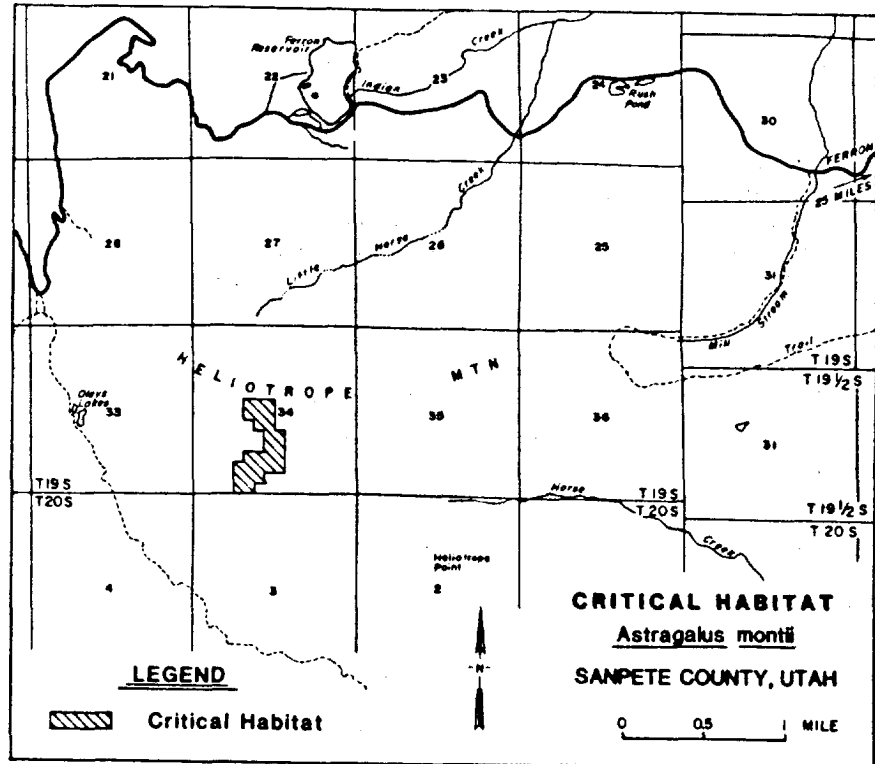 Ferron
Reservoir
Indian
Creek
21
22
23
24
Rush
Pond
30
FERRON
25 MILES
Creek
28
27
Little
Horse
26
25
31
Mill
Stream
Trail
T 19 S
T 19 1/2 S
HELIOTROPE
MTN
Olays
Lakes
33
34
35
36
31
T 19 S
T 20 S
T 19 S
T 20 S
T 19 1/2 S
T 20 S
Horse
Creek
Heliotrope
Point
4
3
2
N
CRITICAL HABITAT
Astragalus montii
SANPETE COUNTY, UTAH
0 0.5 1 MILE
LEGEND
Critical Habitat